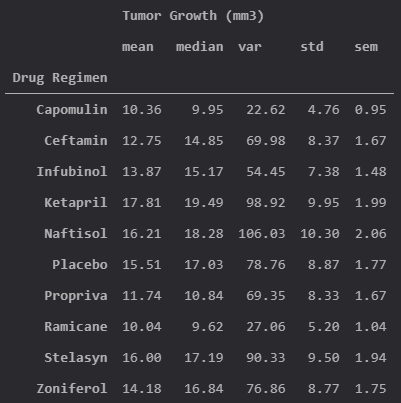 Tumor Growth (mm3)
mean median var std sem
Drug Regimen
Capomulin 10.36 9.95 22.62 4.76 0.95
Ceftamin 12.75 14.85 69.98 8.37 1.67
Infubinol 13.87 15.17 54.45 7.38 1.48
Ketapril 17.81 19.49 98.92 9.95 1.99
Naftisol 16.21 18.28 106.03 10.30 2.06
Placebo 15.51 17.03 78.76 8.87 1.77
Propriva 11.74 10.84 69.35 8.33 1.67
Ramicane 10.04 9.62 27.06 5.20 1.04
Stelasyn 16.00 17.19 90.33 9.50 1.94
Zoniferol 14.18 16.84 76.86 8.77 1.75